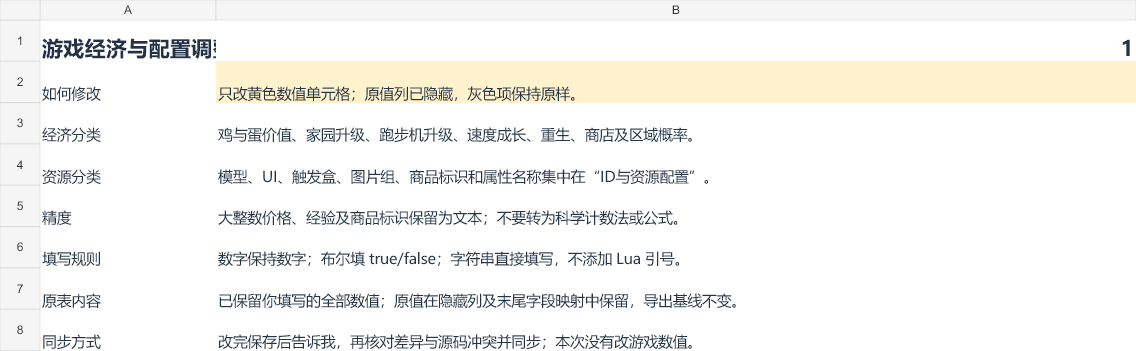 A B
1 游戏经济与配置调 1
2 如何修改 只改黄色数值单元格；原值列已隐藏，灰色项保持原样。
3 经济分类 鸡与蛋价值、家园升级、跑步机升级、速度成长、重生、商店及区域概率。
4 资源分类 模型、UI、触发盒、图片组、商品标识和属性名称集中在“ID与资源配置”。
5 精度 大整数价格、经验及商品标识保留为文本；不要转为科学计数法或公式。
6 填写规则 数字保持数字；布尔填 true/false；字符串直接填写，不添加 Lua 引号。
7 原表内容 已保留你填写的全部数值；原值在隐藏列及末尾字段映射中保留，导出基线不变。
8 同步方式 改完保存后告诉我，再核对差异与源码冲突并同步；本次没有改游戏数值。